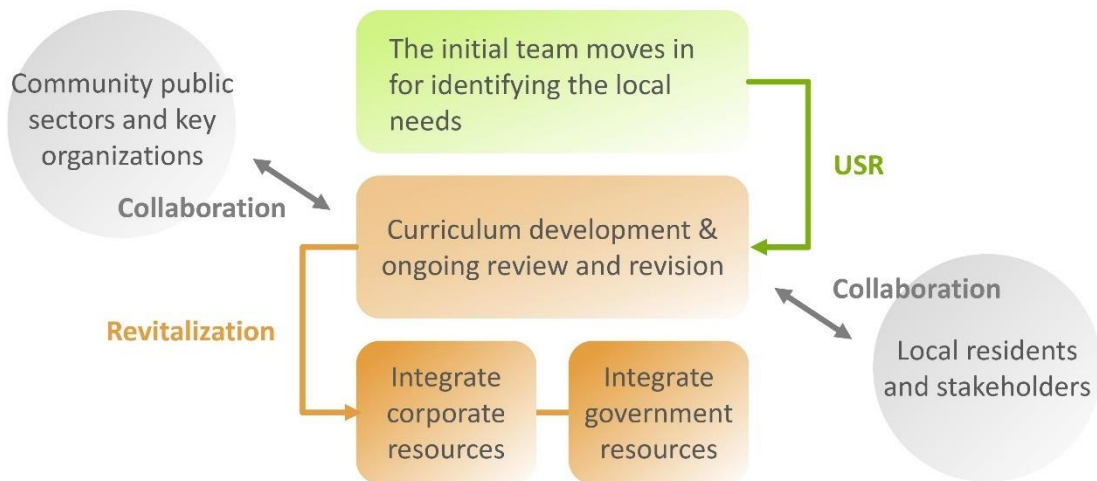 The initial team moves in
for identifying the local
needs
Community public
sectors and key
organizations
USR
Collaboration
Curriculum development &
ongoing review and revision
Collaboration
Revitalization
Local residents
and stakeholders
Integrate
corporate
resources
Integrate
government
resources